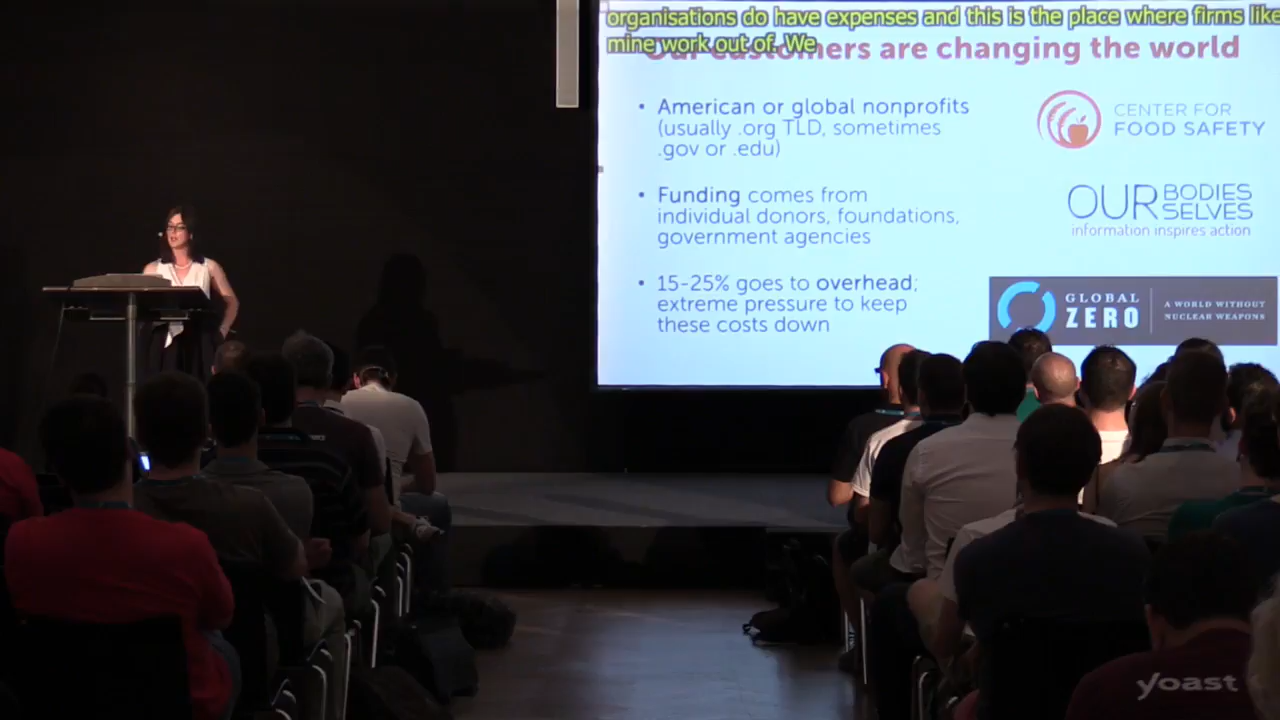 organisations do have expenses and this is the place where firms like
mine work out of. We
Our customers are changing the world
• American or global nonprofits
(usually .org TLD, sometimes
.gov or .edu)
• Funding comes from
individual donors, foundations,
government agencies
• 15-25% goes to overhead;
extreme pressure to keep
these costs down
CENTER FOR
FOOD SAFETY
OUR BODIES
SELVES
information inspires action
GLOBAL
ZERO
A WORLD WITHOUT
NUCLEAR WEAPONS
yoast